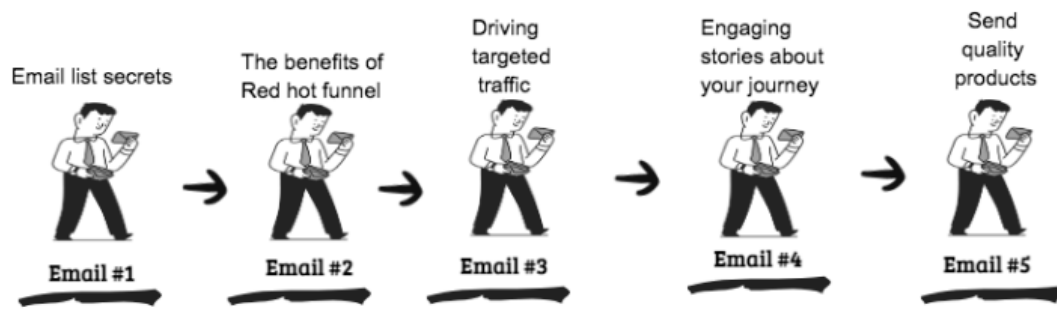 Email list secrets
The benefits of
Red hot funnel
Driving
targeted
traffic
Engaging
stories about
your journey
Send
quality
products
Email #1
Email #2
Email #3
Email #4
Email #5